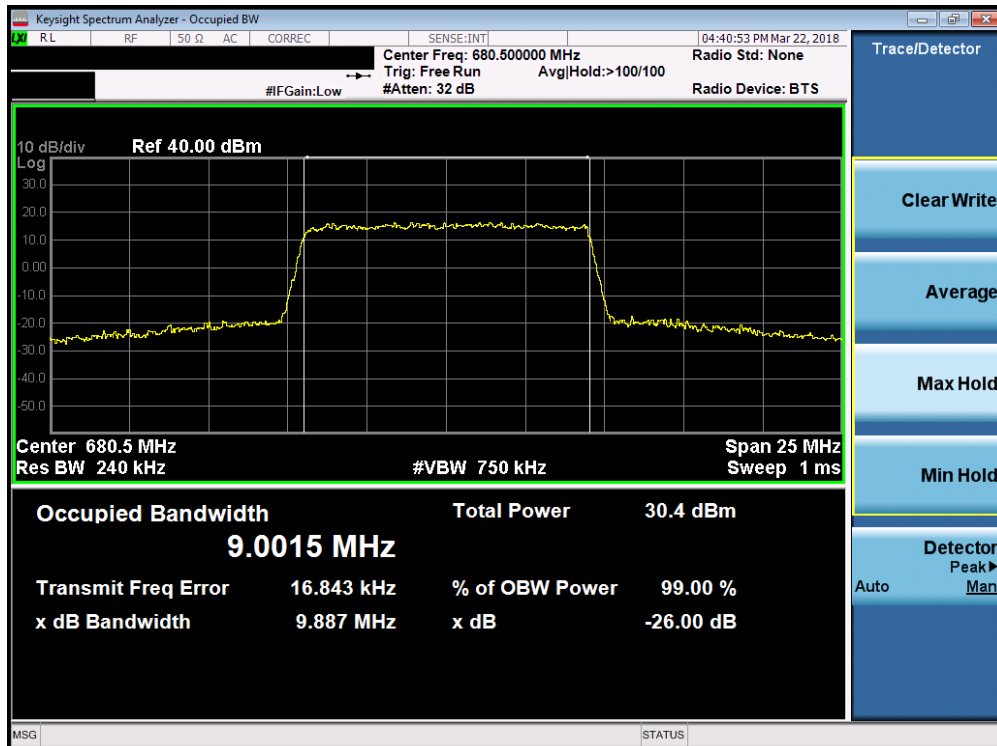 Keysight Spectrum Analyzer - Occupied BW
LXI RL RF 50 Ω AC CORREC SENSE:INT 04:40:53 PM Mar 22, 2018
Center Freq: 680.500000 MHz Radio Std: None
Trig: Free Run Avg|Hold:>100/100
#IFGain:Low #Atten: 32 dB Radio Device: BTS
10 dB/div Ref 40.00 dBm
Log
30.0
20.0
10.0
0.00
-10.0
-20.0
-30.0
-40.0
-50.0
Center 680.5 MHz Span 25 MHz
Res BW 240 kHz #VBW 750 kHz Sweep 1 ms
Occupied Bandwidth Total Power 30.4 dBm
9.0015 MHz
Transmit Freq Error 16.843 kHz % of OBW Power 99.00 %
x dB Bandwidth 9.887 MHz x dB -26.00 dB
MSG STATUS
Trace/Detector
Clear Write
Average
Max Hold
Min Hold
Detector
Peak▶
Auto Man